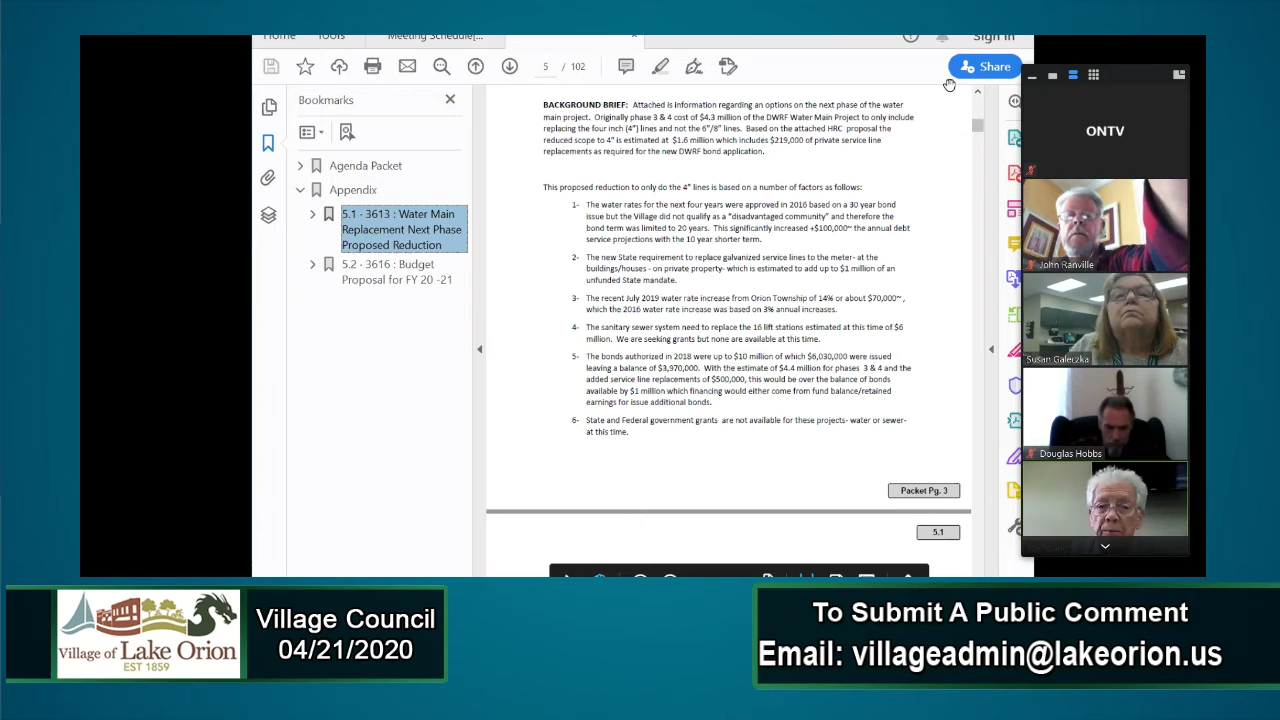 Home Tools Meeting Schedule[... Sign In
5 / 102
Share
Bookmarks
Agenda Packet
Appendix
5.1 - 3613 : Water Main
Replacement Next Phase
Proposed Reduction
5.2 - 3616 : Budget
Proposal for FY 20 -21
BACKGROUND BRIEF: Attached is information regarding an options on the next phase of the water
main project. Originally phase 3 & 4 cost of $4.3 million of the DWRF Water Main Project to only include
replacing the four inch (4") lines and not the 6"/8" lines. Based on the attached HRC proposal the
reduced scope to 4" is estimated at $1.6 million which includes $219,000 of private service line
replacements as required for the new DWRF bond application.
This proposed reduction to only do the 4" lines is based on a number of factors as follows:
1- The water rates for the next four years were approved in 2016 based on a 30 year bond
issue but the Village did not qualify as a "disadvantaged community" and therefore the
bond term was limited to 20 years. This significantly increased +$100,000~ the annual debt
service projections with the 10 year shorter term.
2- The new State requirement to replace galvanized service lines to the meter- at the
buildings/houses - on private property- which is estimated to add up to $1 million of an
unfunded State mandate.
3- The recent July 2019 water rate increase from Orion Township of 14% or about $70,000~ ,
which the 2016 water rate increase was based on 3% annual increases.
4- The sanitary sewer system need to replace the 16 lift stations estimated at this time of $6
million. We are seeking grants but none are available at this time.
5- The bonds authorized in 2018 were up to $10 million of which $6,030,000 were issued
leaving a balance of $3,970,000. With the estimate of $4.4 million for phases 3 & 4 and the
added service line replacements of $500,000, this would be over the balance of bonds
available by $1 million which financing would either come from fund balance/retained
earnings for issue additional bonds.
6- State and Federal government grants are not available for these projects- water or sewer-
at this time.
Packet Pg. 3
5.1
ONTV
John Ranville
Susan Galeczka
Douglas Hobbs
Village of Lake Orion
EST 1859
Village Council
04/21/2020
To Submit A Public Comment
Email: villageadmin@lakeorion.us